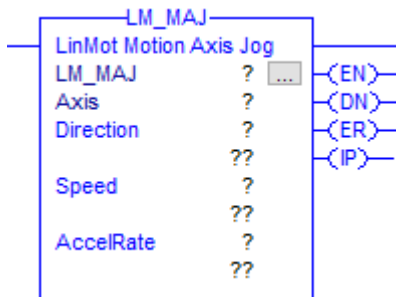 LM_MAJ
LinMot Motion Axis Jog
LM_MAJ ? ... (EN)
Axis ? (DN)
Direction ? (ER)
?? (IP)
Speed ?
??
AccelRate ?
??